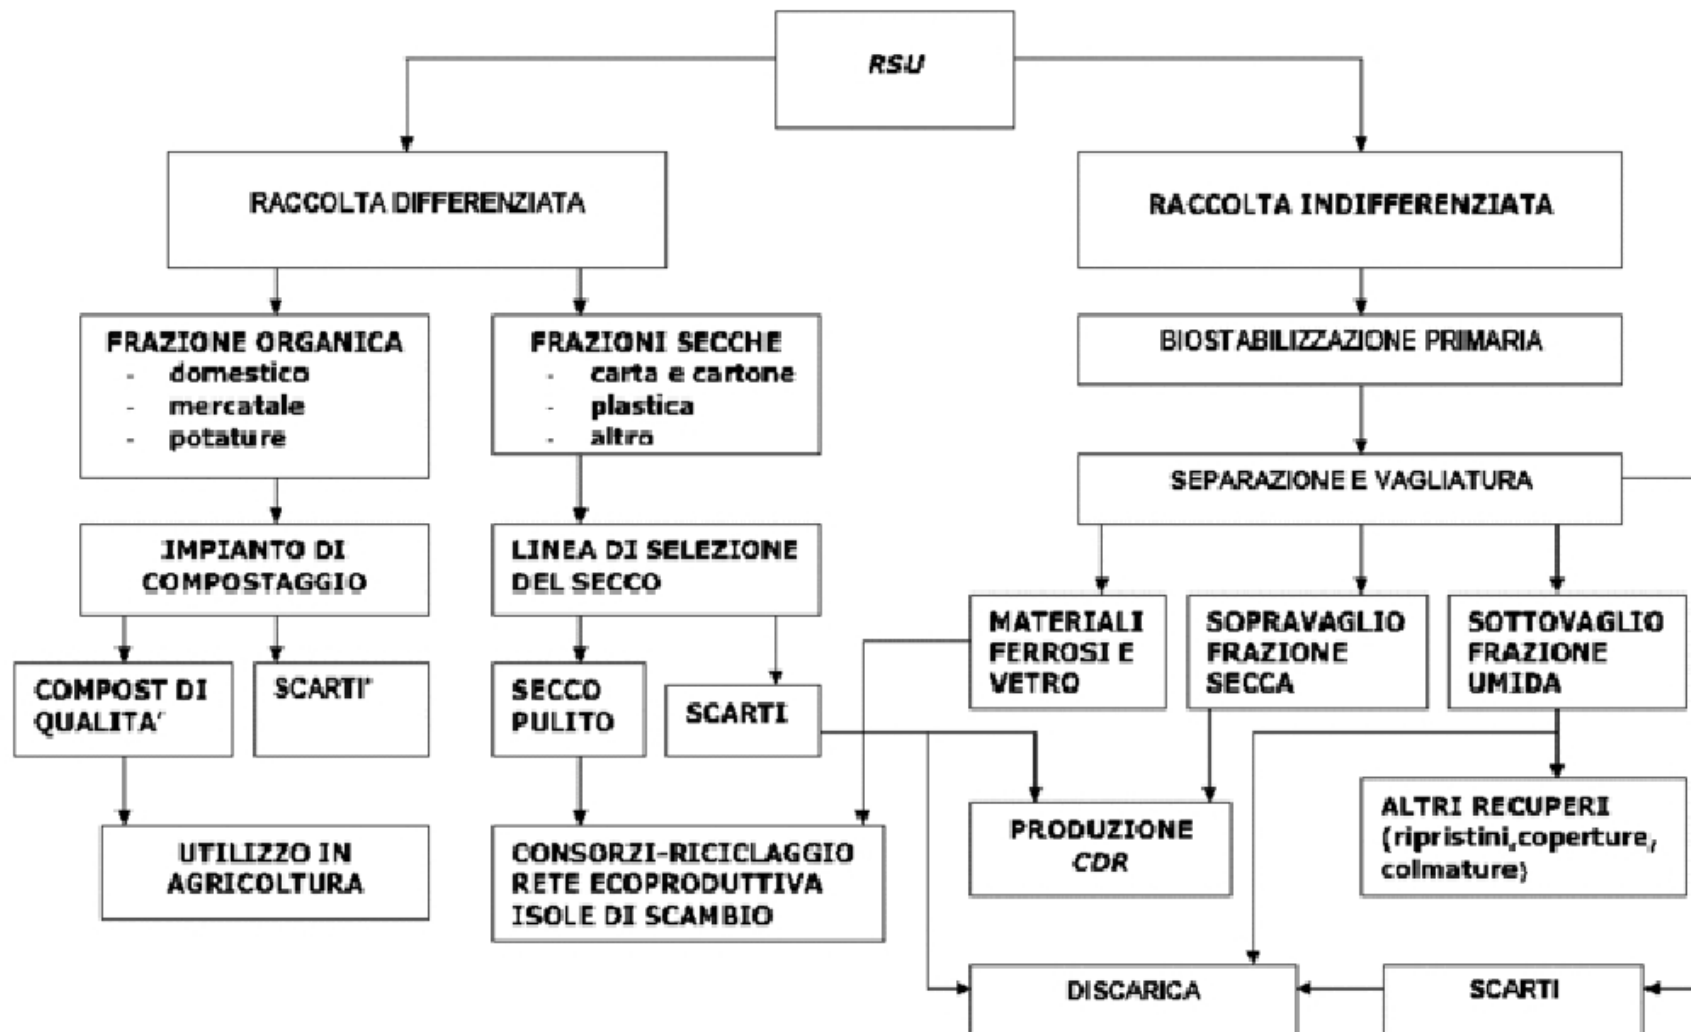 RSU
RACCOLTA DIFFERENZIATA
RACCOLTA INDIFFERENZIATA
FRAZIONE ORGANICA
- domestico
- mercatale
- potature
FRAZIONI SECCHE
- carta e cartone
- plastica
- altro
BIOSTABILIZZAZIONE PRIMARIA
SEPARAZIONE E VAGLIATURA
IMPIANTO DI
COMPOSTAGGIO
LINEA DI SELEZIONE
DEL SECCO
MATERIALI
FERROSI E
VETRO
SOPRAVAGLIO
FRAZIONE
SECCA
SOTTOVAGLIO
FRAZIONE
UMIDA
COMPOST DI
QUALITA’
SCARTI’
SECCO
PULITO
SCARTI
UTILIZZO IN
AGRICOLTURA
CONSORZI-RICICLAGGIO
RETE ECOPRODUTTIVA
ISOLE DI SCAMBIO
PRODUZIONE
CDR
ALTRI RECUPERI
(ripristini,coperture,
colmature)
DISCARICA
SCARTI